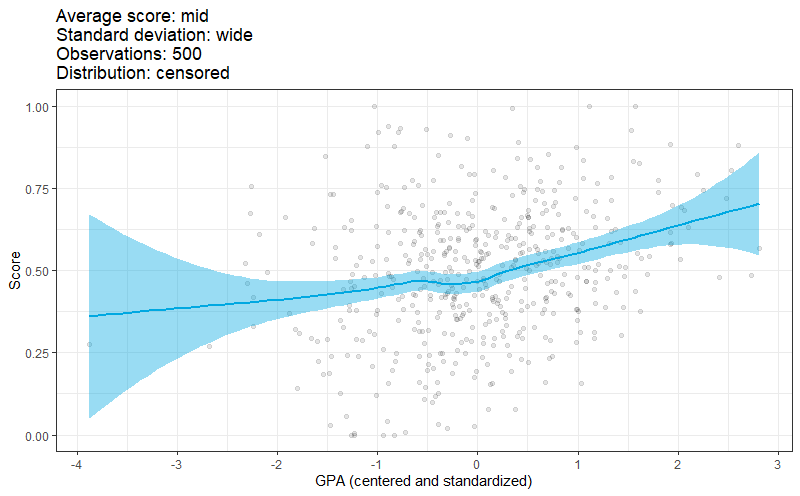 Average score: mid
Standard deviation: wide
Observations: 500
Distribution: censored
1.00
0.75
0.50
0.25
0.00
Score
-4 -3 -2 -1 0 1 2 3
GPA (centered and standardized)